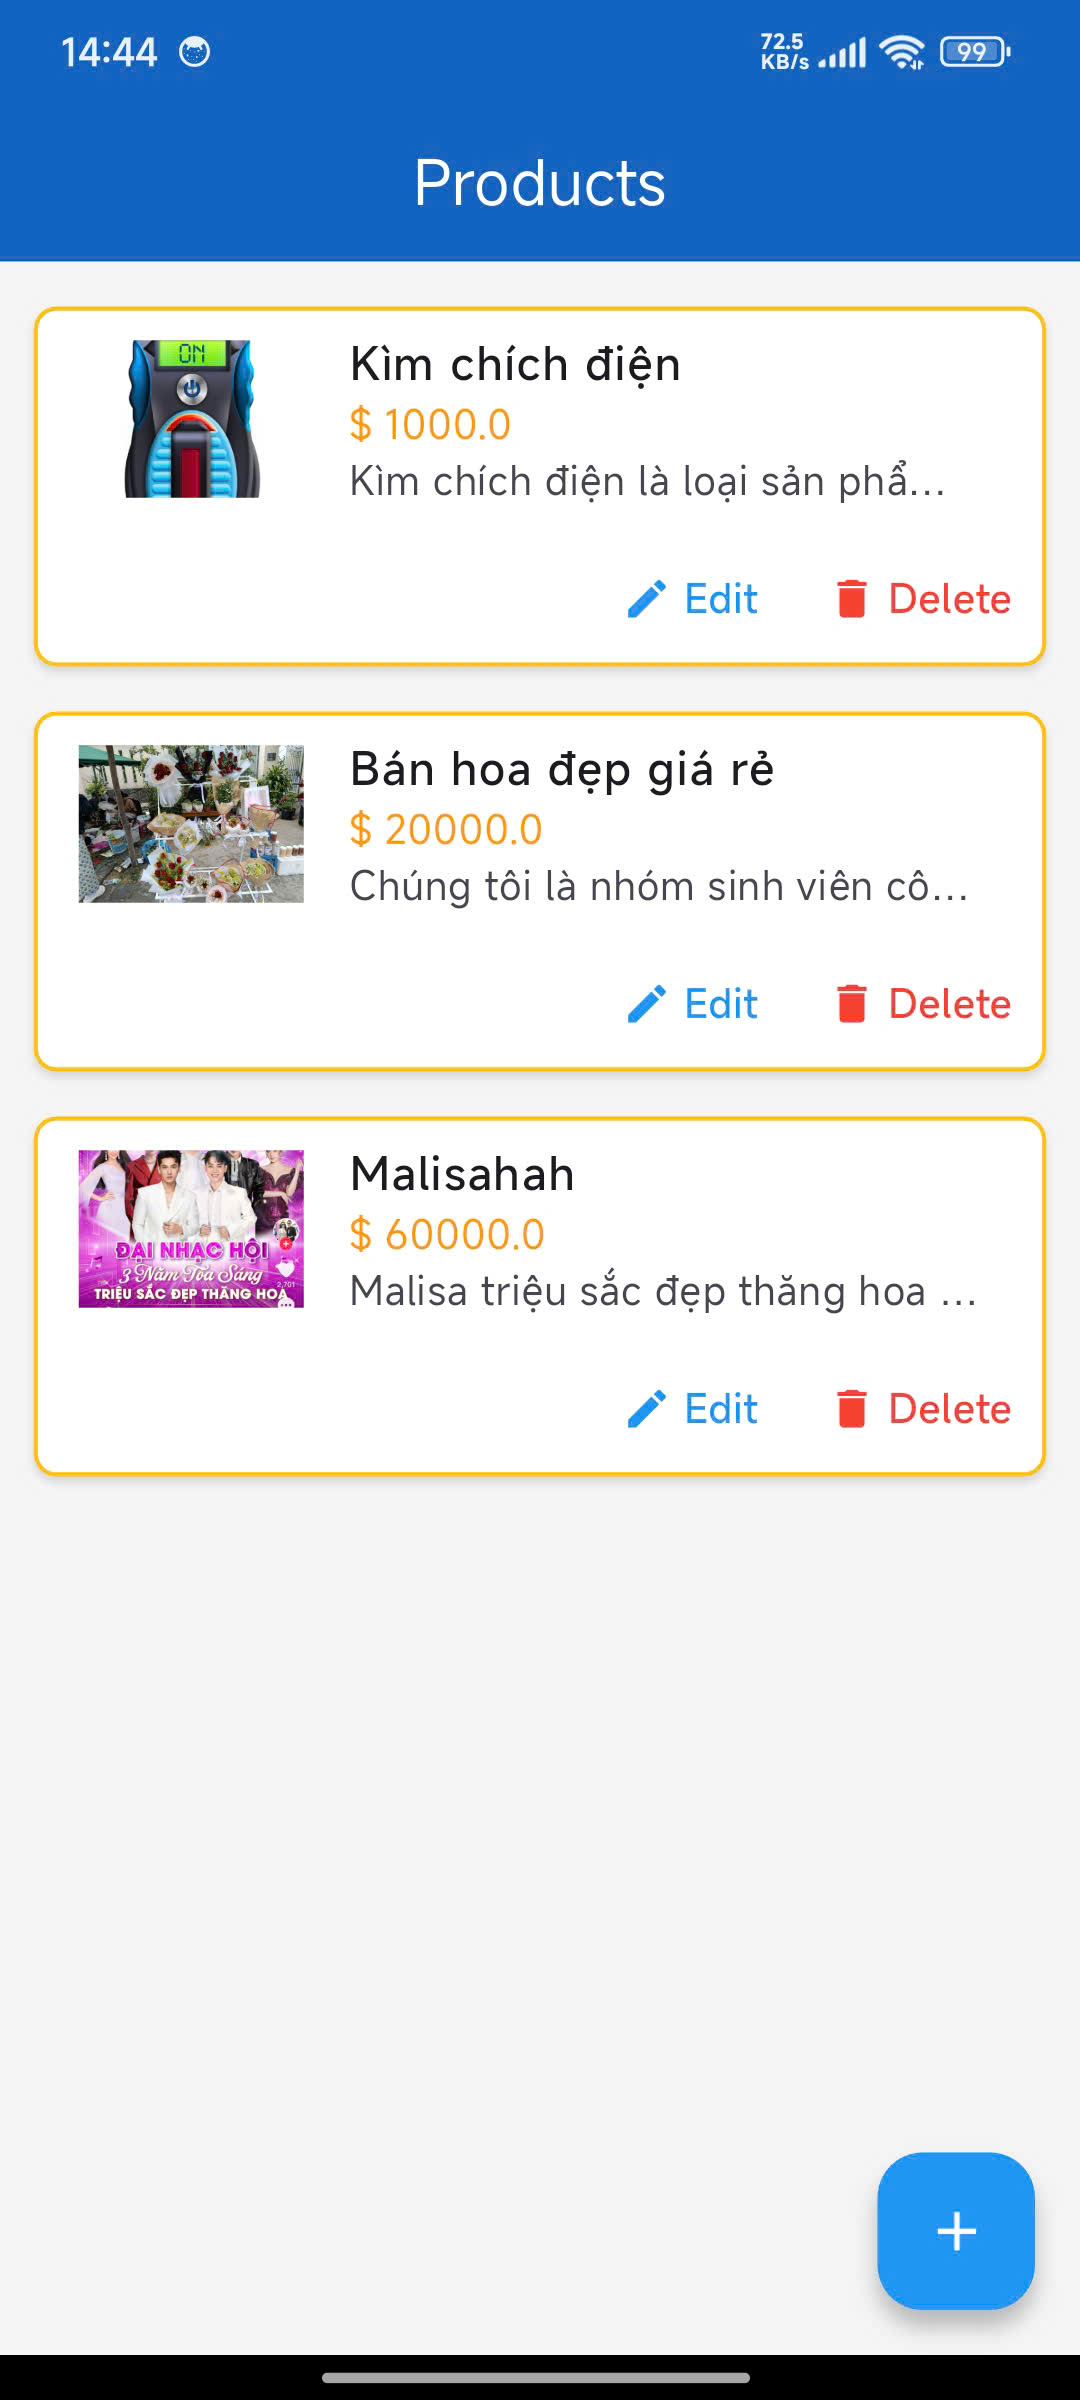 14:44
72.5
KB/s
99
Products
ON
Kìm chích điện
$ 1000.0
Kìm chích điện là loại sản phẩ...
Edit
Delete
Bán hoa đẹp giá rẻ
$ 20000.0
Chúng tôi là nhóm sinh viên cô...
Edit
Delete
ĐẠI NHẠC HỘI
3 Năm Tỏa Sáng
2,701
TRIỆU SẮC ĐẸP THĂNG HOA
Malisahah
$ 60000.0
Malisa triệu sắc đẹp thăng hoa ...
Edit
Delete